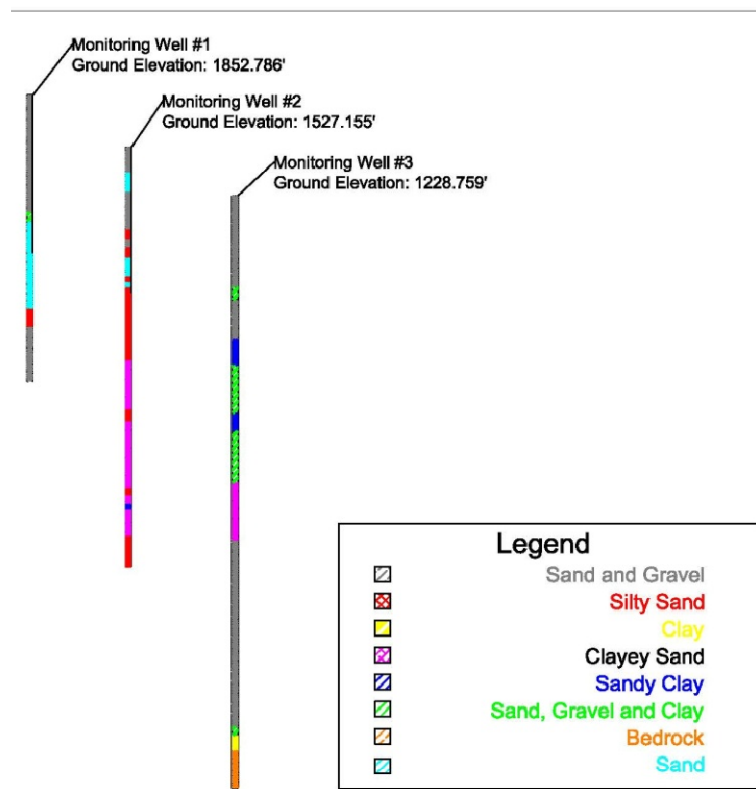 Monitoring Well #1
Ground Elevation: 1852.786'
Monitoring Well #2
Ground Elevation: 1527.155'
Monitoring Well #3
Ground Elevation: 1228.759'
Legend
Sand and Gravel
Silty Sand
Clay
Clayey Sand
Sandy Clay
Sand, Gravel and Clay
Bedrock
Sand